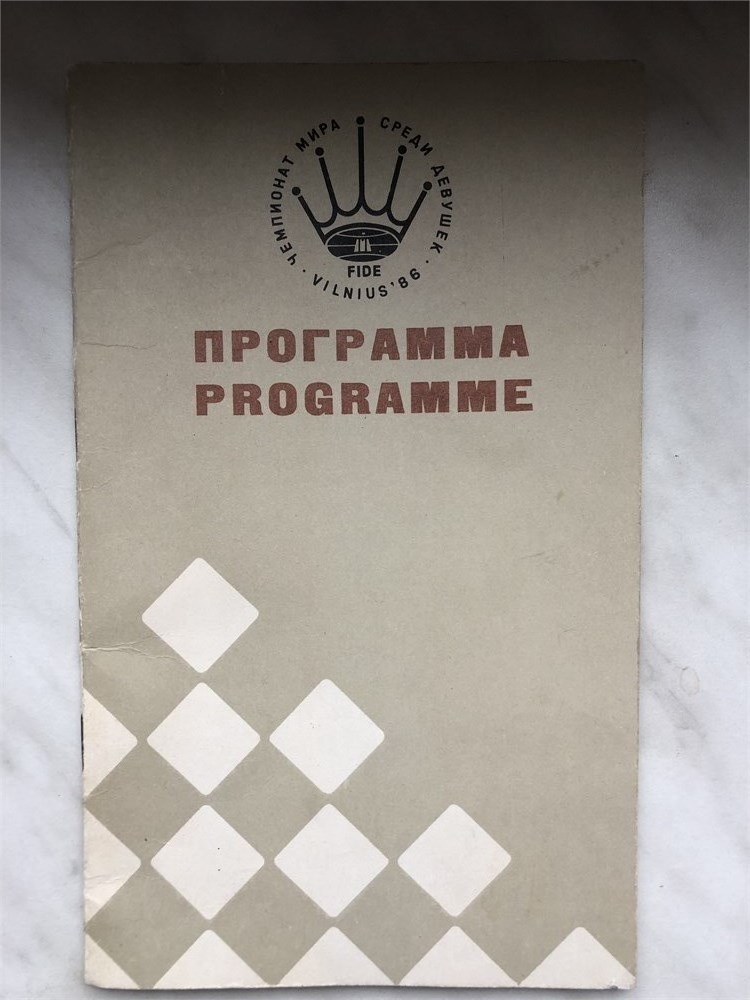 ЧЕМПИОНАТ МИРА СРЕДИ ДЕВУШЕК
FIDE
· VILNIUS'86 ·
ПРОГРАММА
PROGRAMME